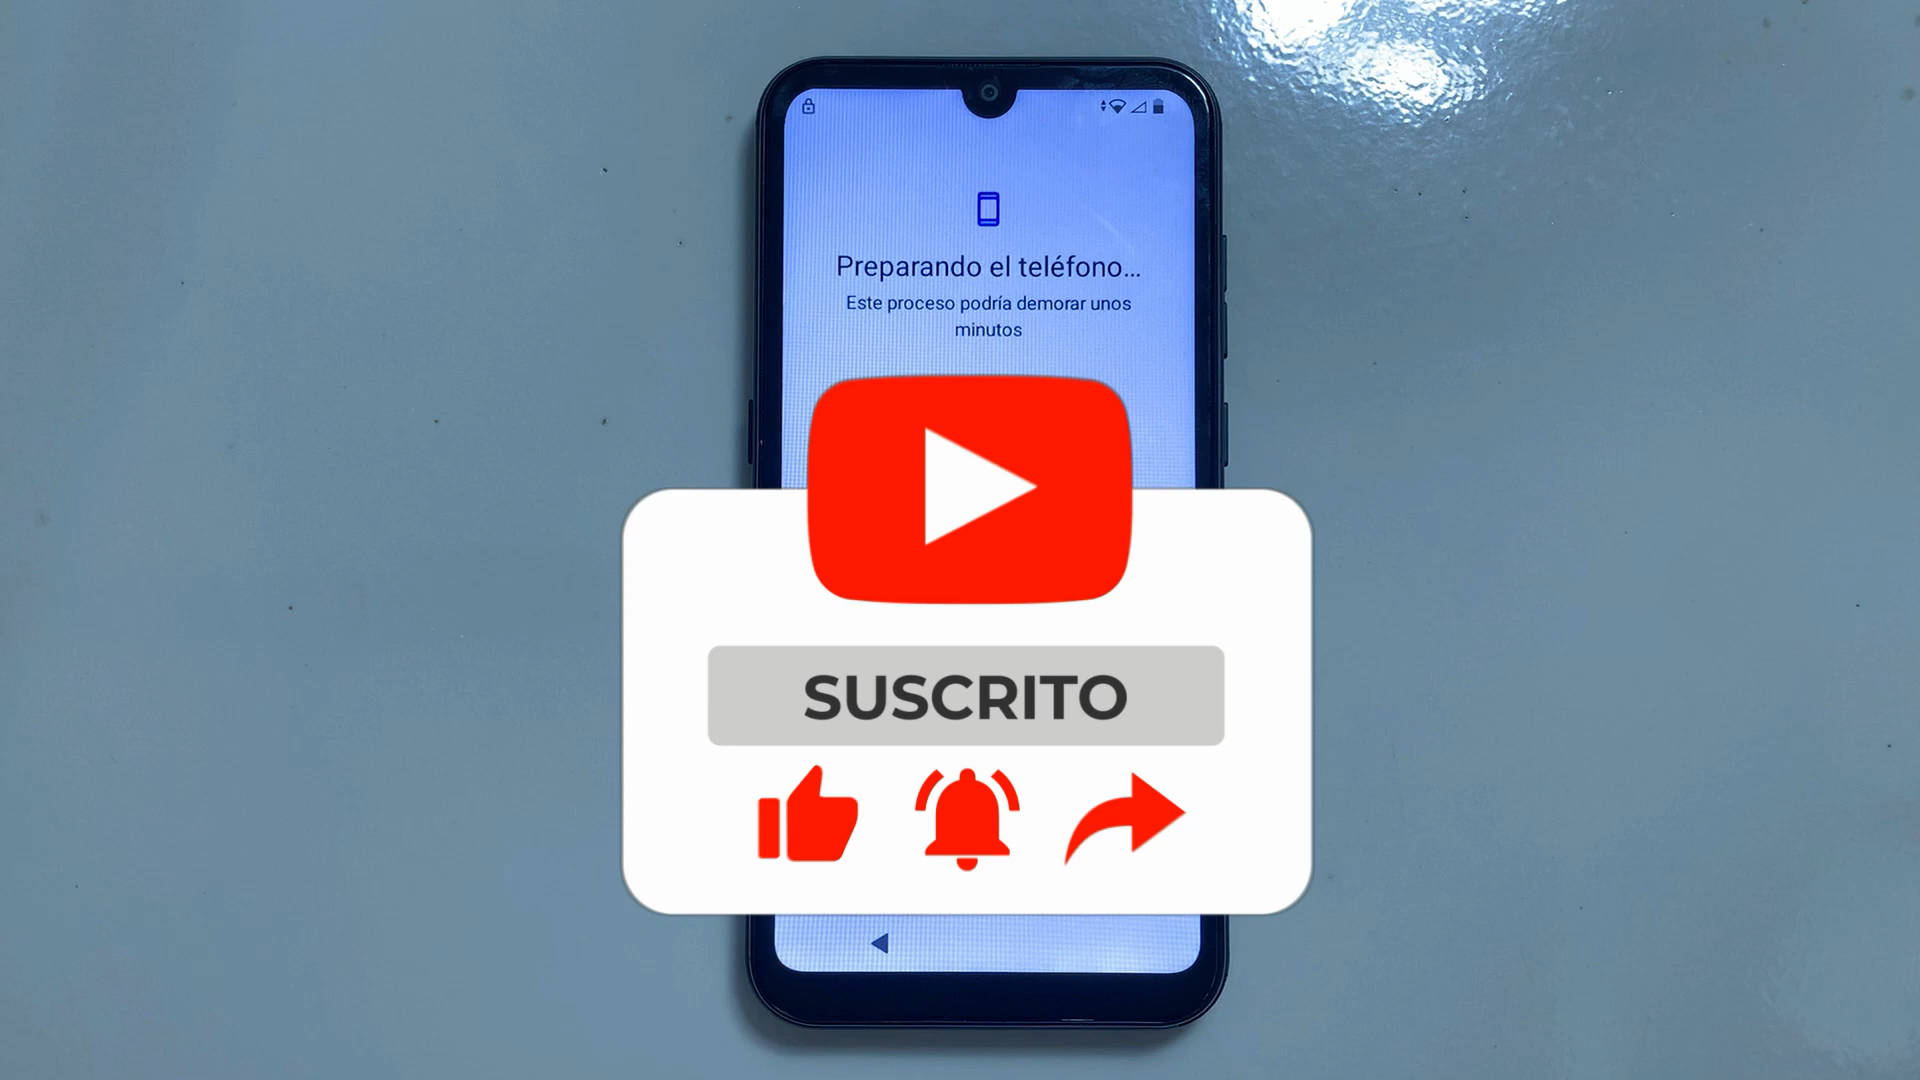 Preparando el teléfono...
Este proceso podría demorar unos
minutos
SUSCRITO